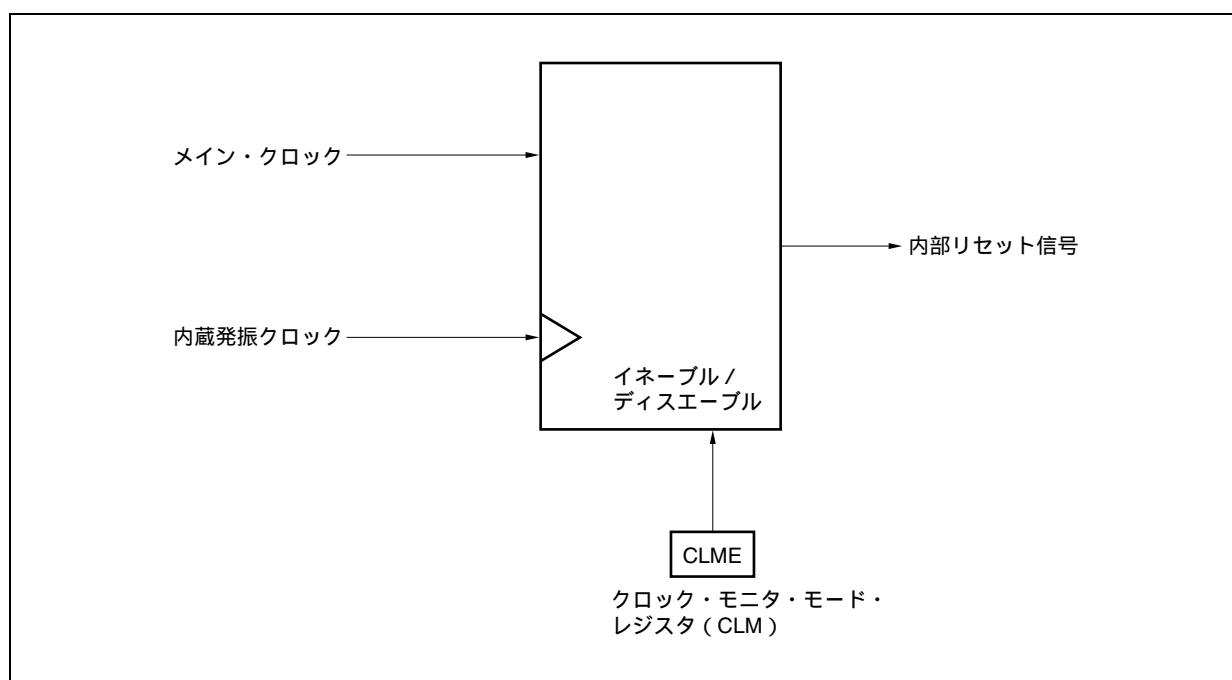 メイン・クロック
内部リセット信号
内蔵発振クロック
イネーブル /
ディスエーブル
CLME
クロック・モニタ・モード・
レジスタ（CLM）